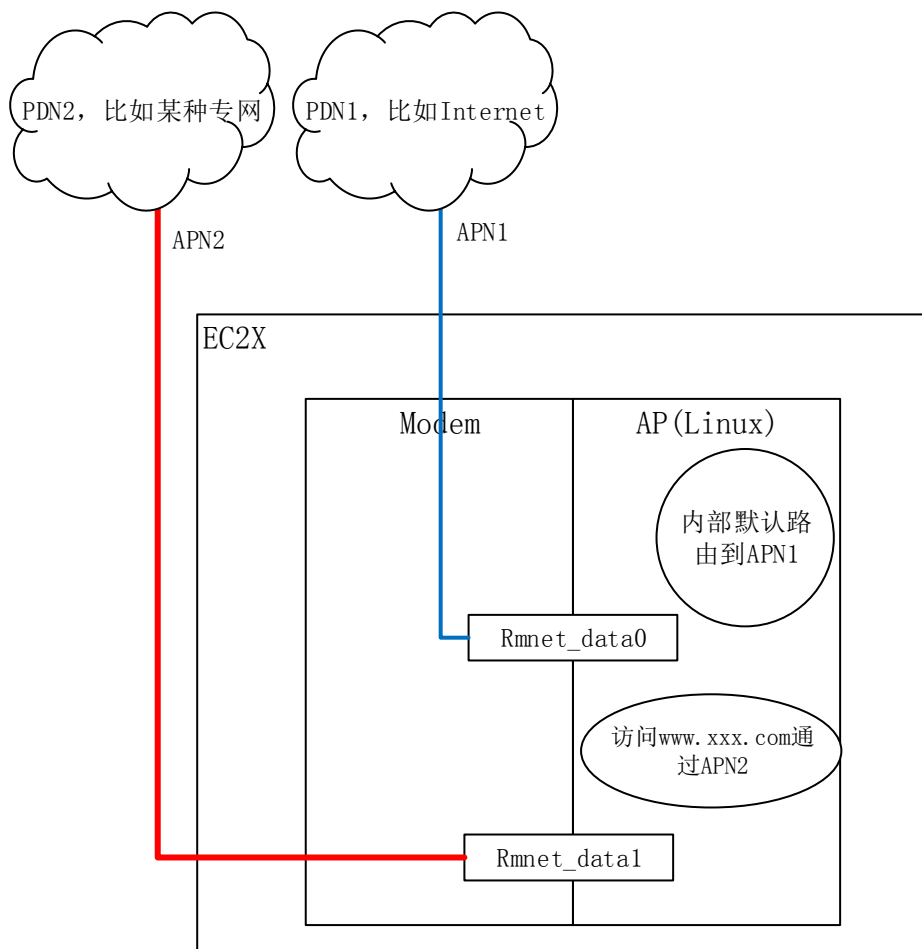 PDN2，比如某种专网
PDN1，比如Internet
APN2
APN1
EC2X
Modem
AP(Linux)
内部默认路
由到APN1
Rmnet_data0
访问www.xxx.com通
过APN2
Rmnet_data1